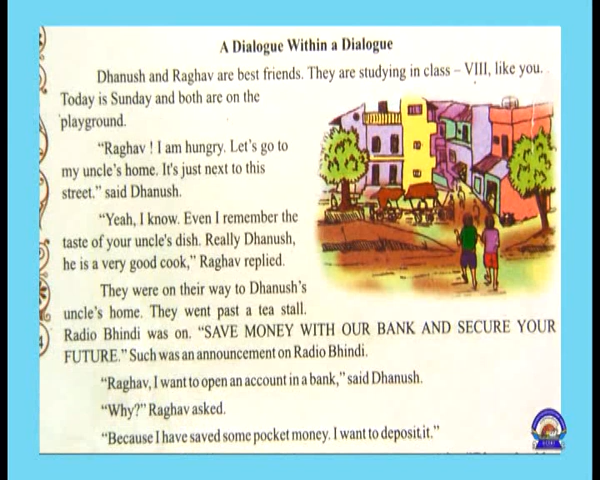 A Dialogue Within a Dialogue
Dhanush and Raghav are best friends. They are studying in class – VIII, like you.
Today is Sunday and both are on the
playground.
“Raghav ! I am hungry. Let's go to
my uncle's home. It's just next to this
street.” said Dhanush.
“Yeah, I know. Even I remember the
taste of your uncle's dish. Really Dhanush,
he is a very good cook,” Raghav replied.
They were on their way to Dhanush's
uncle's home. They went past a tea stall.
Radio Bhindi was on. “SAVE MONEY WITH OUR BANK AND SECURE YOUR
FUTURE.” Such was an announcement on Radio Bhindi.
“Raghav, I want to open an account in a bank,” said Dhanush.
“Why?” Raghav asked.
“Because I have saved some pocket money. I want to deposit it.”